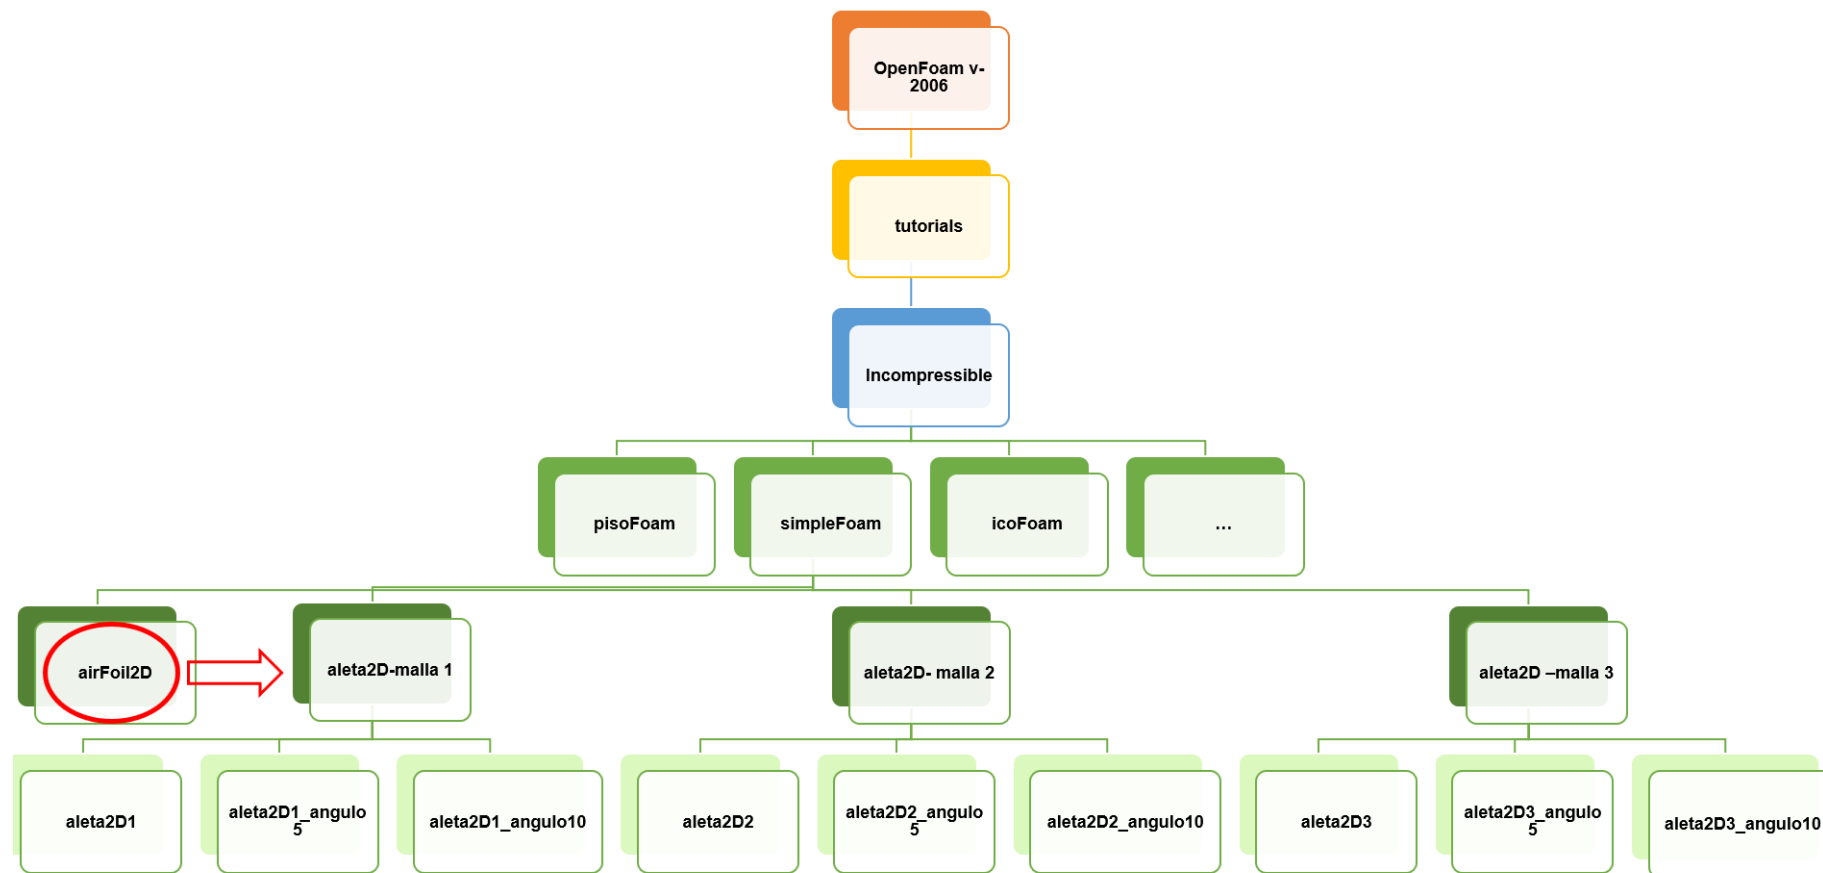 OpenFoam v-
2006
tutorials
Incompressible
pisoFoam
simpleFoam
icoFoam
...
airFoil2D
aleta2D-malla 1
aleta2D- malla 2
aleta2D –malla 3
aleta2D1
aleta2D1_angulo
5
aleta2D1_angulo10
aleta2D2
aleta2D2_angulo
5
aleta2D2_angulo10
aleta2D3
aleta2D3_angulo
5
aleta2D3_angulo10